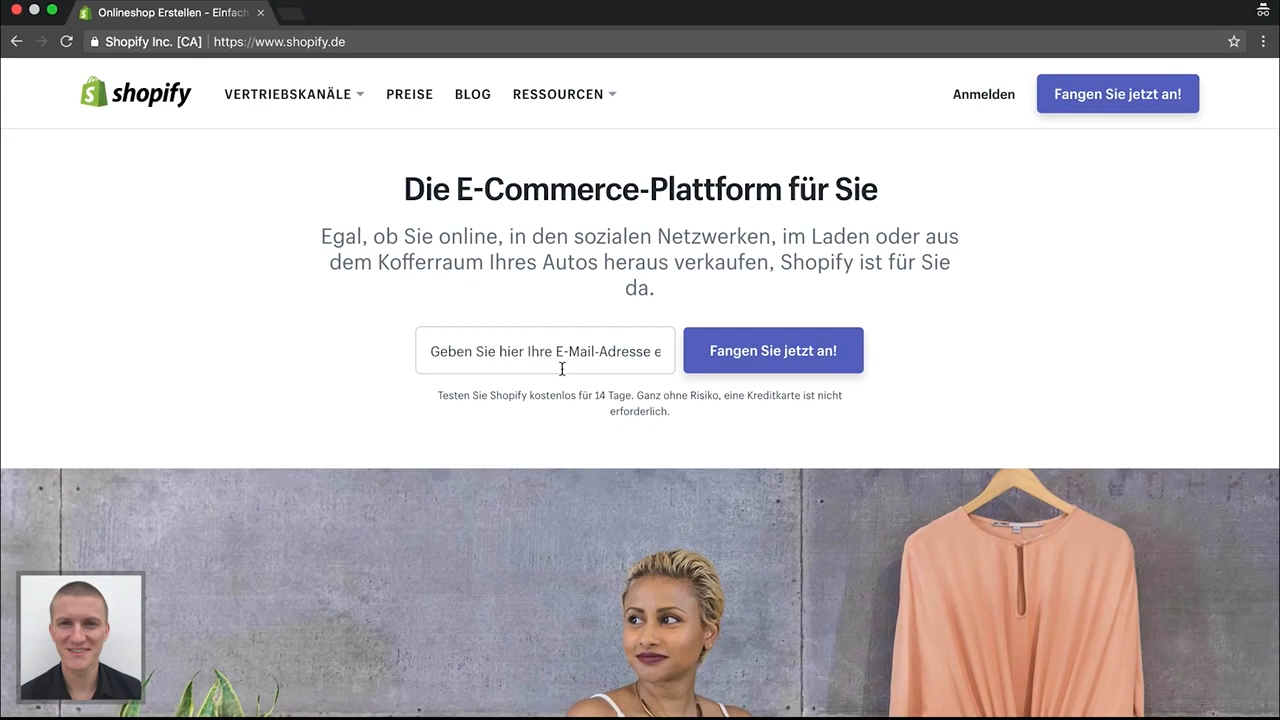 Onlineshop Erstellen - Einfach
Shopify Inc. [CA] https://www.shopify.de
shopify VERTRIEBSKANÄLE PREISE BLOG RESSOURCEN Anmelden Fangen Sie jetzt an!
Die E-Commerce-Plattform für Sie
Egal, ob Sie online, in den sozialen Netzwerken, im Laden oder aus
dem Kofferraum Ihres Autos heraus verkaufen, Shopify ist für Sie
da.
Geben Sie hier Ihre E-Mail-Adresse e Fangen Sie jetzt an!
Testen Sie Shopify kostenlos für 14 Tage. Ganz ohne Risiko, eine Kreditkarte ist nicht
erforderlich.